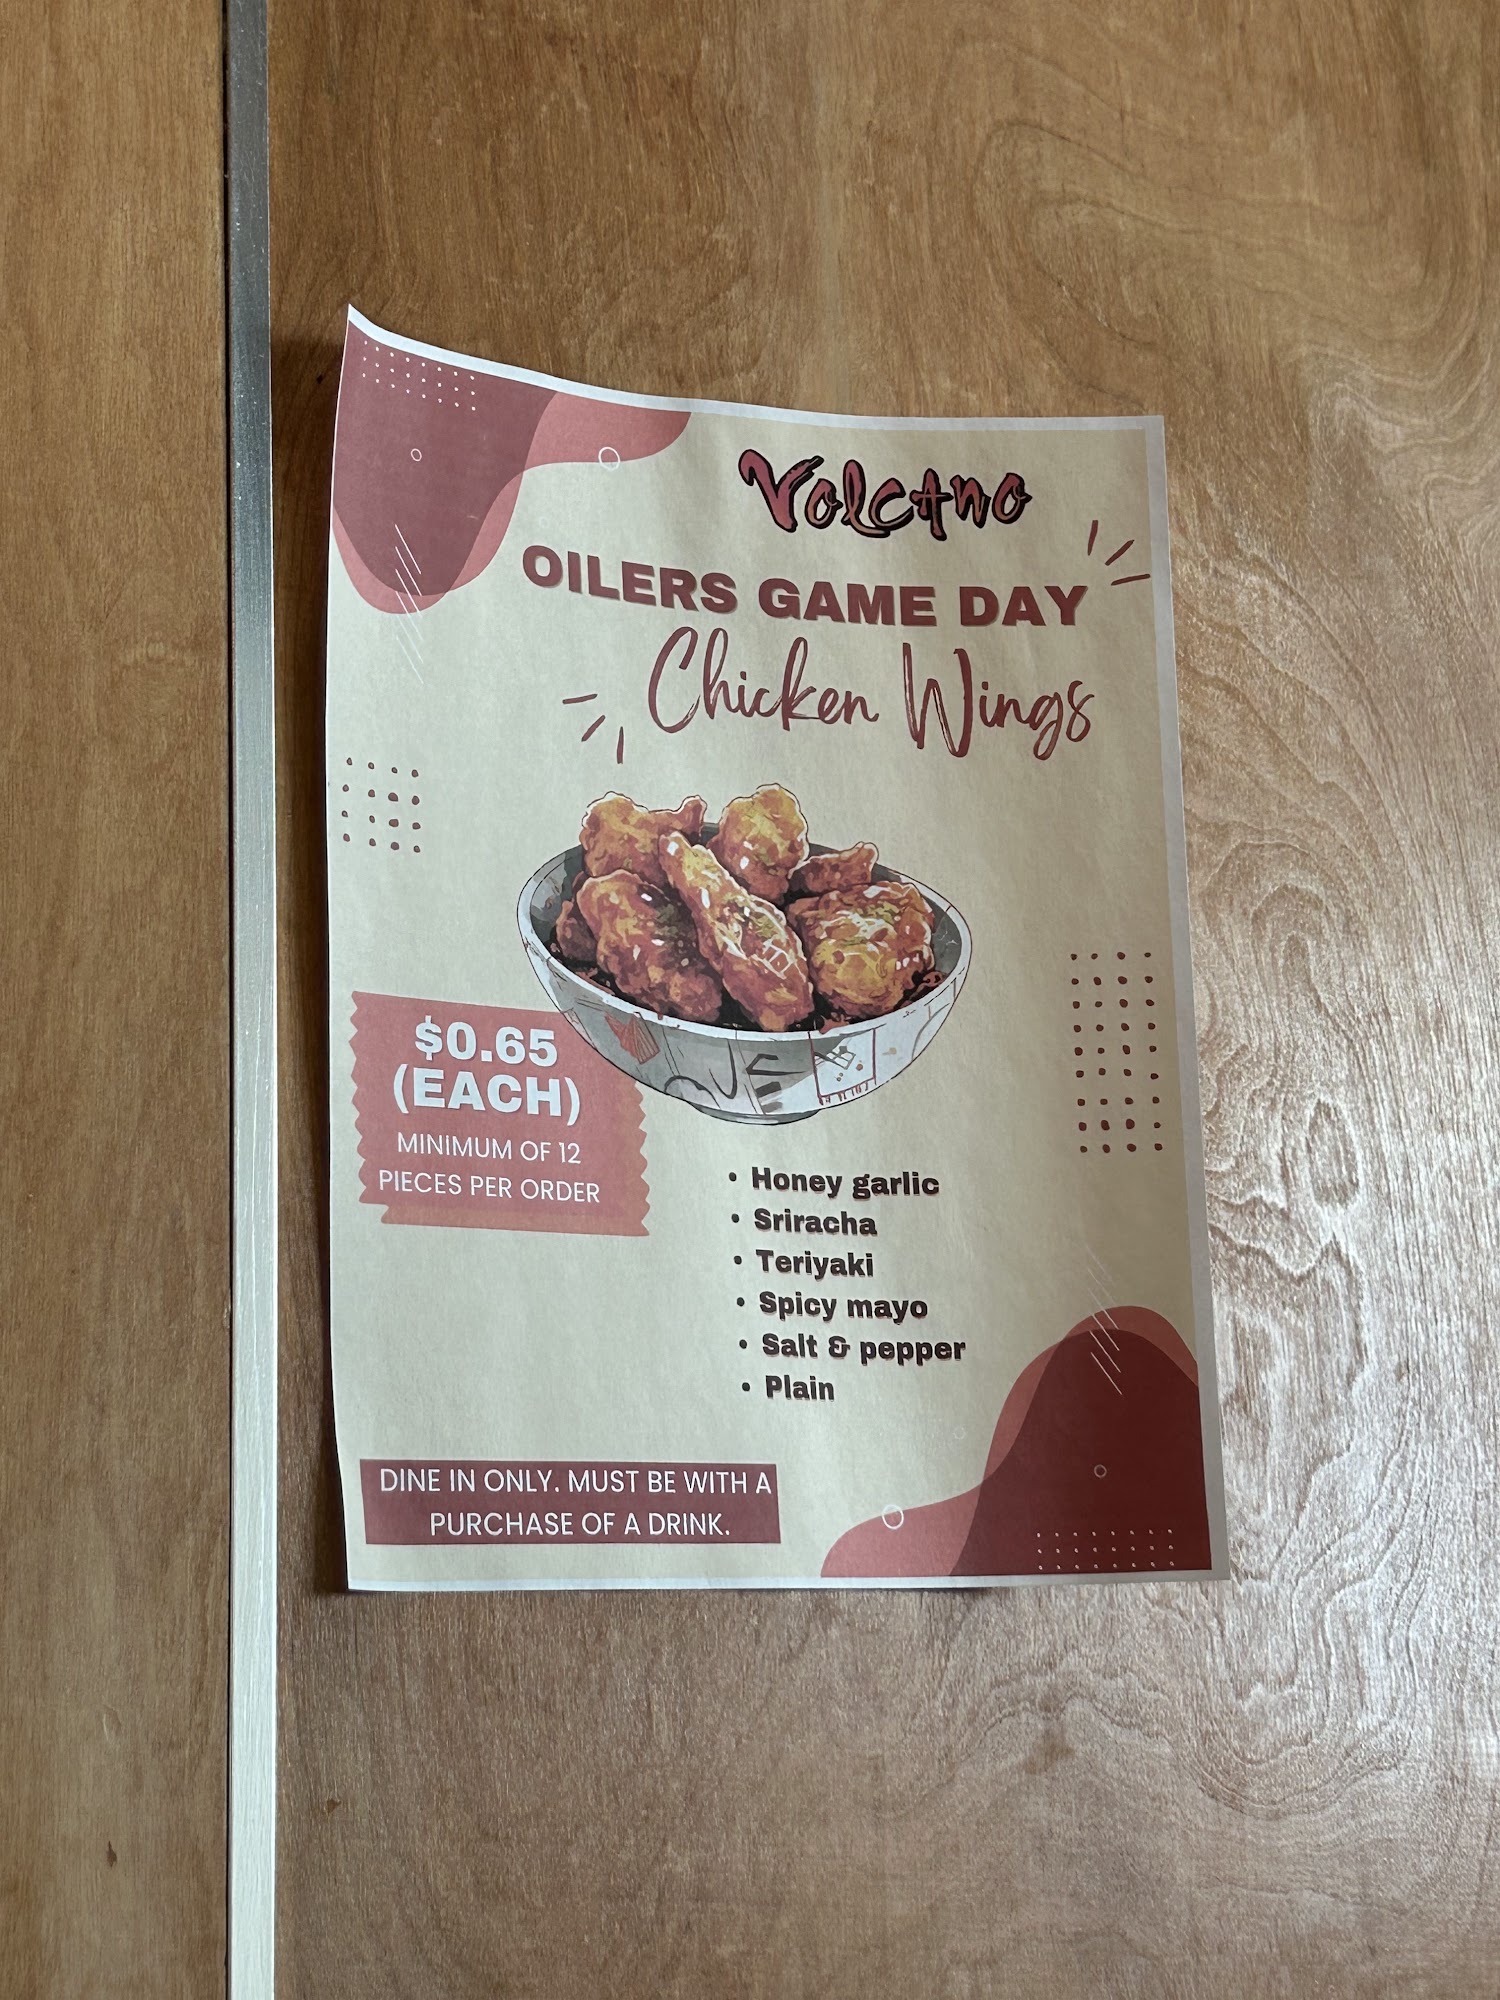 Volcano
OILERS GAME DAY
Chicken Wings
$0.65
(EACH)
MINIMUM OF 12
PIECES PER ORDER
• Honey garlic
• Sriracha
• Teriyaki
• Spicy mayo
• Salt & pepper
• Plain
DINE IN ONLY. MUST BE WITH A
PURCHASE OF A DRINK.